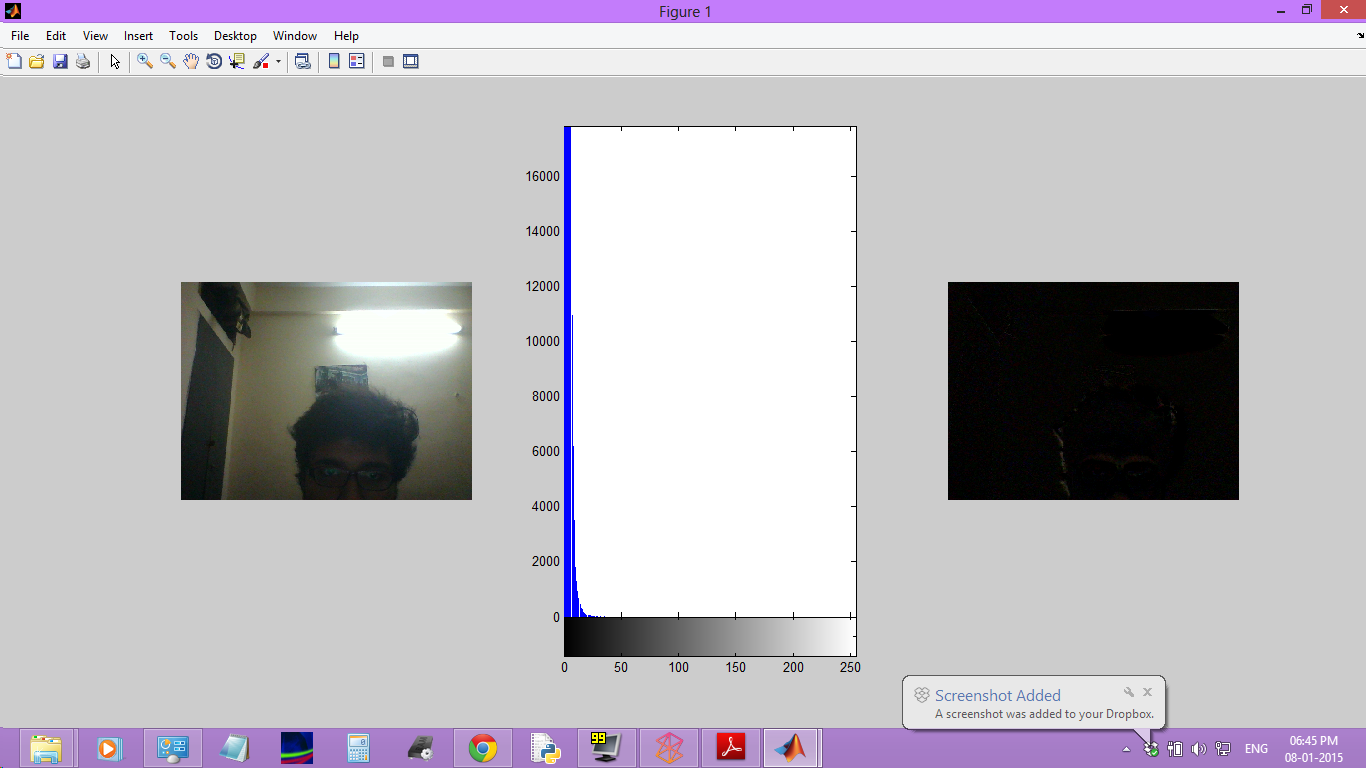 Figure 1
File Edit View Insert Tools Desktop Window Help
16000
14000
12000
10000
8000
6000
4000
2000
0
0 50 100 150 200 250
Screenshot Added
A screenshot was added to your Dropbox.
99
ENG
06:45 PM
08-01-2015